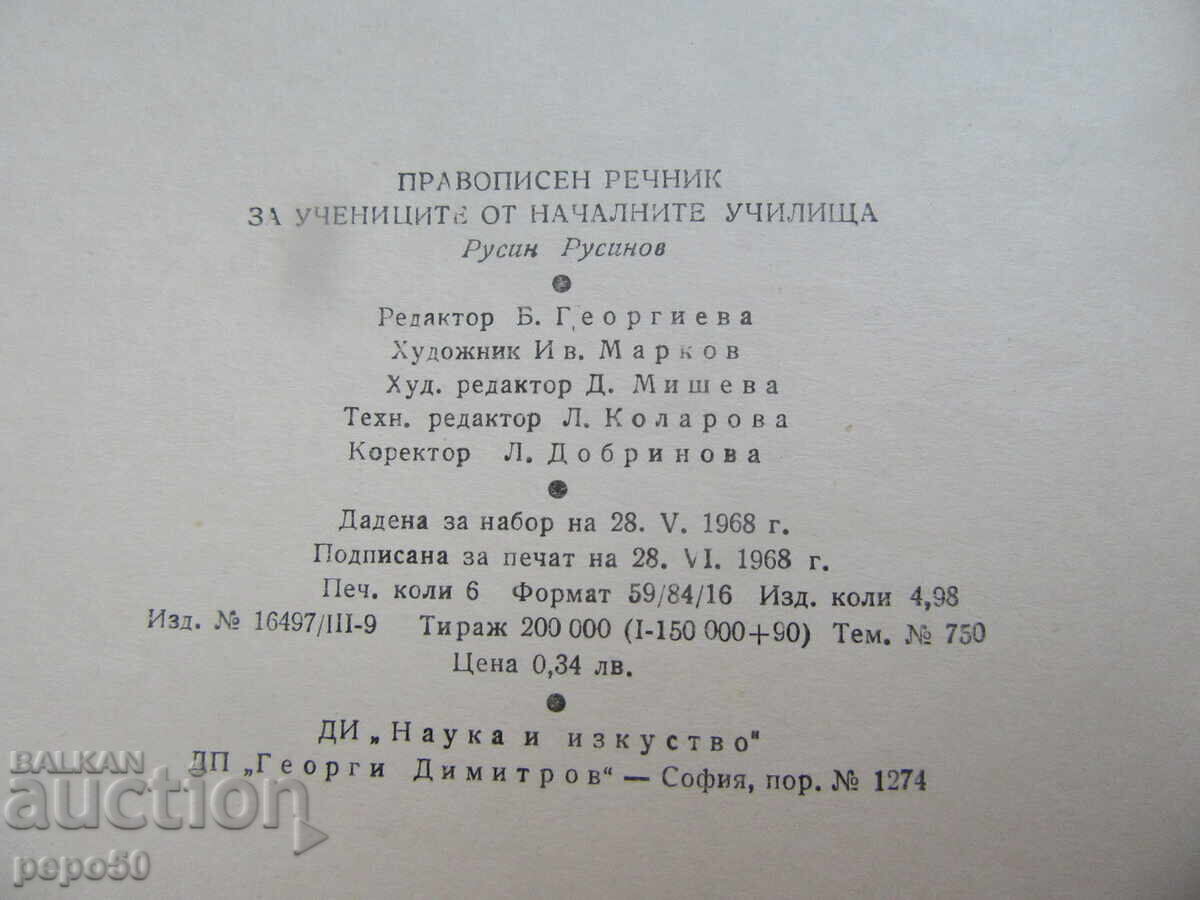 ПРАВОПИСЕН РЕЧНИК
ЗА УЧЕНИЦИТЕ ОТ НАЧАЛНИТЕ УЧИЛИЩА
Русин Русинов
Редактор Б. Георгиева
Художник Ив. Марков
Худ. редактор Д. Мишева
Техн. редактор Л. Коларова
Коректор Л. Добринова
Дадена за набор на 28. V. 1968 г.
Подписана за печат на 28. VI. 1968 г.
Печ. коли 6 Формат 59/84/16 Изд. коли 4,98
Изд. № 16497/III-9 Тираж 200 000 (I-150 000+90) Тем. № 750
Цена 0,34 лв.
ДИ „Наука и изкуство"
ДП „Георги Димитров" — София, пор. № 1274
BALKAN
auction
pepo50